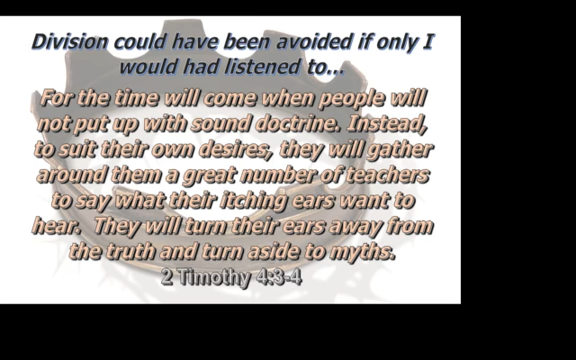 Division could have been avoided if only I
would had listened to...
For the time will come when people will
not put up with sound doctrine. Instead,
to suit their own desires, they will gather
around them a great number of teachers
to say what their itching ears want to
hear. They will turn their ears away from
the truth and turn aside to myths.
2 Timothy 4:3-4